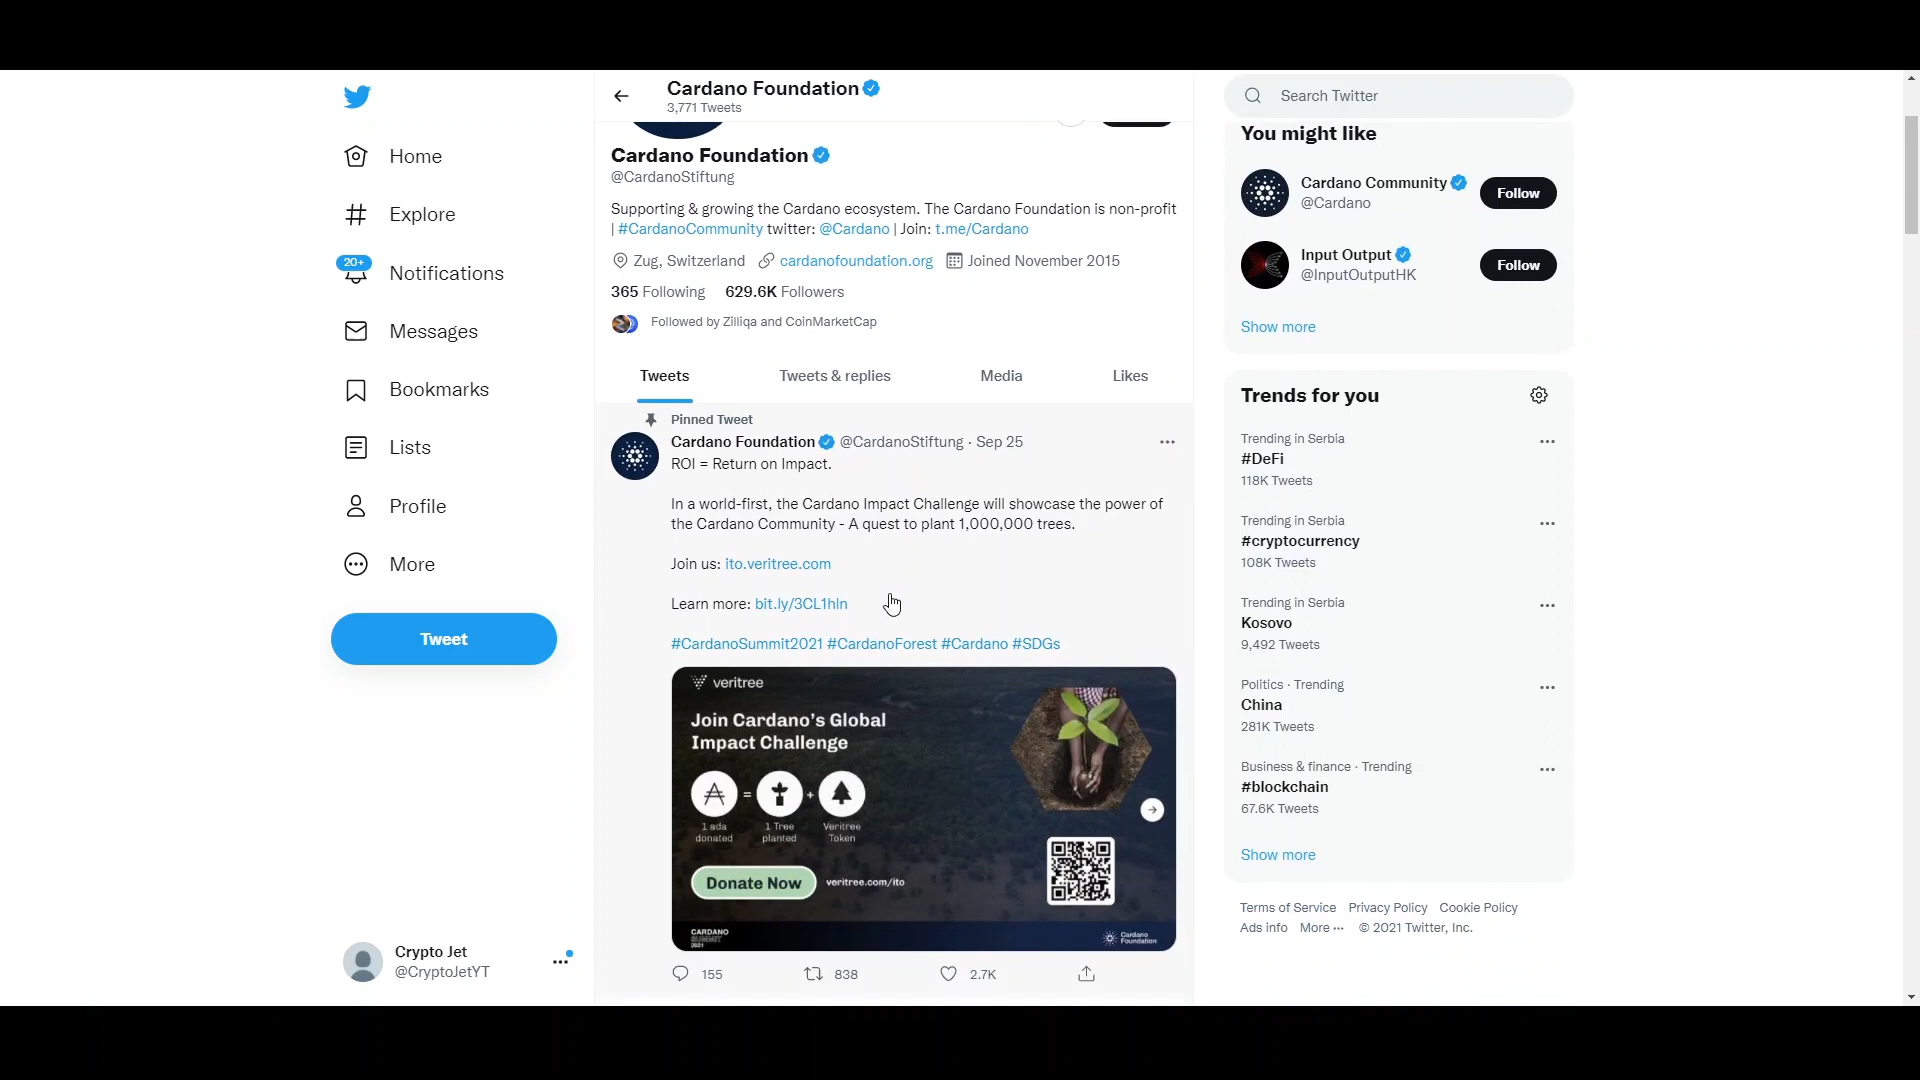 Home
Explore
20+
Notifications
Messages
Bookmarks
Lists
Profile
More
Tweet
Crypto Jet
@CryptoJetYT
Cardano Foundation
3,771 Tweets
Cardano Foundation
@CardanoStiftung
Supporting & growing the Cardano ecosystem. The Cardano Foundation is non-profit
| #CardanoCommunity twitter: @Cardano | Join: t.me/Cardano
Zug, Switzerland cardanofoundation.org Joined November 2015
365 Following 629.6K Followers
Followed by Zilliqa and CoinMarketCap
Tweets Tweets & replies Media Likes
Pinned Tweet
Cardano Foundation @CardanoStiftung · Sep 25
ROI = Return on Impact.
In a world-first, the Cardano Impact Challenge will showcase the power of
the Cardano Community - A quest to plant 1,000,000 trees.
Join us: ito.veritree.com
Learn more: bit.ly/3CL1hln
#CardanoSummit2021 #CardanoForest #Cardano #SDGs
veritree
Join Cardano's Global
Impact Challenge
= +
1 ada 1 Tree Veritree
donated planted Token
Donate Now veritree.com/ito
CARDANO
SUMMIT
2021
Cardano
Foundation
155 838 2.7K
Search Twitter
You might like
Cardano Community
@Cardano
Follow
Input Output
@InputOutputHK
Follow
Show more
Trends for you
Trending in Serbia
#DeFi
118K Tweets
Trending in Serbia
#cryptocurrency
108K Tweets
Trending in Serbia
Kosovo
9,492 Tweets
Politics · Trending
China
281K Tweets
Business & finance · Trending
#blockchain
67.6K Tweets
Show more
Terms of Service Privacy Policy Cookie Policy
Ads info More ··· © 2021 Twitter, Inc.